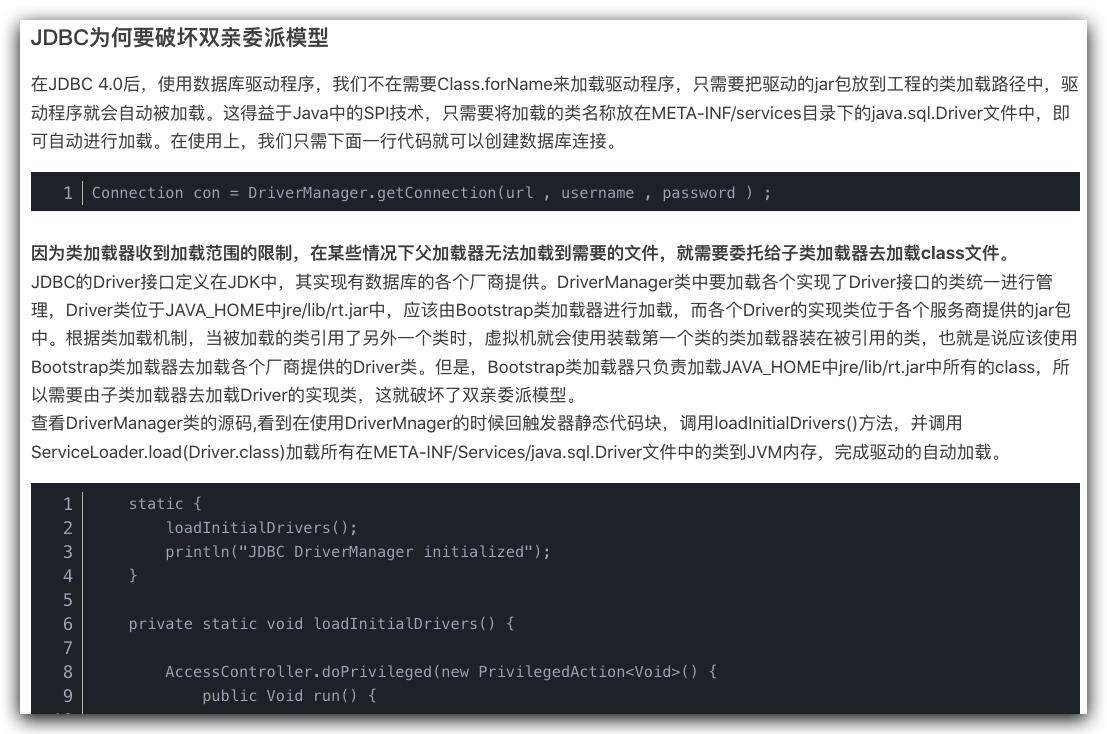 JDBC为何要破坏双亲委派模型
在JDBC 4.0后，使用数据库驱动程序，我们不在需要Class.forName来加载驱动程序，只需要把驱动的jar包放到工程的类加载路径中，驱
动程序就会自动被加载。这得益于Java中的SPI技术，只需要将加载的类名称放在META-INF/services目录下的java.sql.Driver文件中，即
可自动进行加载。在使用上，我们只需下面一行代码就可以创建数据库连接。
1 Connection con = DriverManager.getConnection(url , username , password ) ;
因为类加载器收到加载范围的限制，在某些情况下父加载器无法加载到需要的文件，就需要委托给子类加载器去加载class文件。
JDBC的Driver接口定义在JDK中，其实现有数据库的各个厂商提供。DriverManager类中要加载各个实现了Driver接口的类统一进行管
理，Driver类位于JAVA_HOME中jre/lib/rt.jar中，应该由Bootstrap类加载器进行加载，而各个Driver的实现类位于各个服务商提供的jar包
中。根据类加载机制，当被加载的类引用了另外一个类时，虚拟机就会使用装载第一个类的类加载器装在被引用的类，也就是说应该使用
Bootstrap类加载器去加载各个厂商提供的Driver类。但是，Bootstrap类加载器只负责加载JAVA_HOME中jre/lib/rt.jar中所有的class，所
以需要由子类加载器去加载Driver的实现类，这就破坏了双亲委派模型。
查看DriverManager类的源码,看到在使用DriverMnager的时候回触发器静态代码块，调用loadInitialDrivers()方法，并调用
ServiceLoader.load(Driver.class)加载所有在META-INF/Services/java.sql.Driver文件中的类到JVM内存，完成驱动的自动加载。
1 static {
2 loadInitialDrivers();
3 println("JDBC DriverManager initialized");
4 }
5
6 private static void loadInitialDrivers() {
7
8 AccessController.doPrivileged(new PrivilegedAction<Void>() {
9 public Void run() {